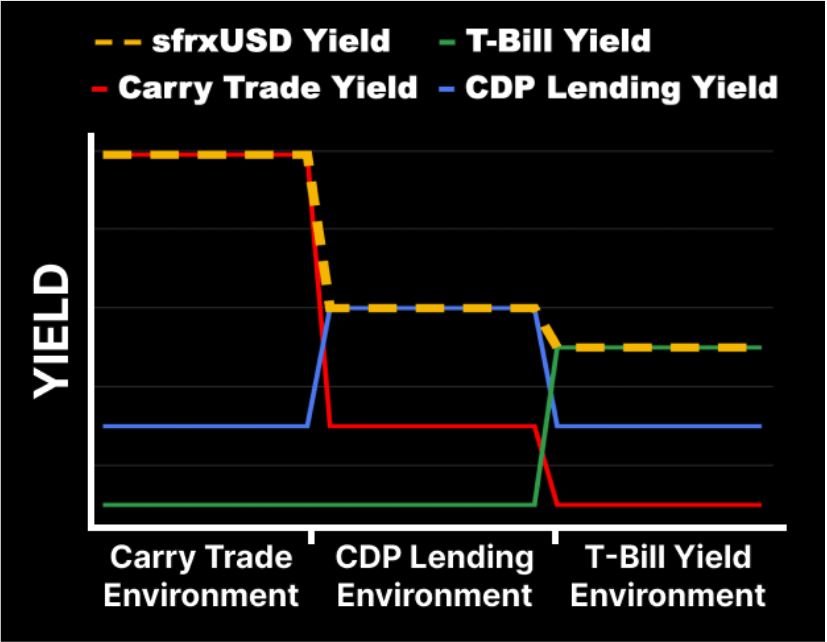 sfrxUSD Yield T-Bill Yield
Carry Trade Yield CDP Lending Yield
YIELD
Carry Trade CDP Lending T-Bill Yield
Environment Environment Environment